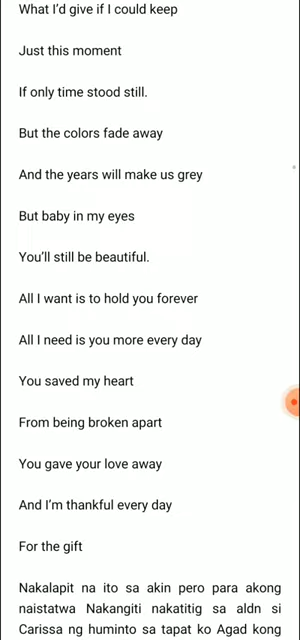 What I'd give if I could keep
Just this moment
If only time stood still.
But the colors fade away
And the years will make us grey
But baby in my eyes
You'll still be beautiful.
All I want is to hold you forever
All I need is you more every day
You saved my heart
From being broken apart
You gave your love away
And I'm thankful every day
For the gift
Nakalapit na ito sa akin pero para akong
naistatwa Nakangiti nakatitig sa aldn si
Carissa ng huminto sa tapat ko Agad kong